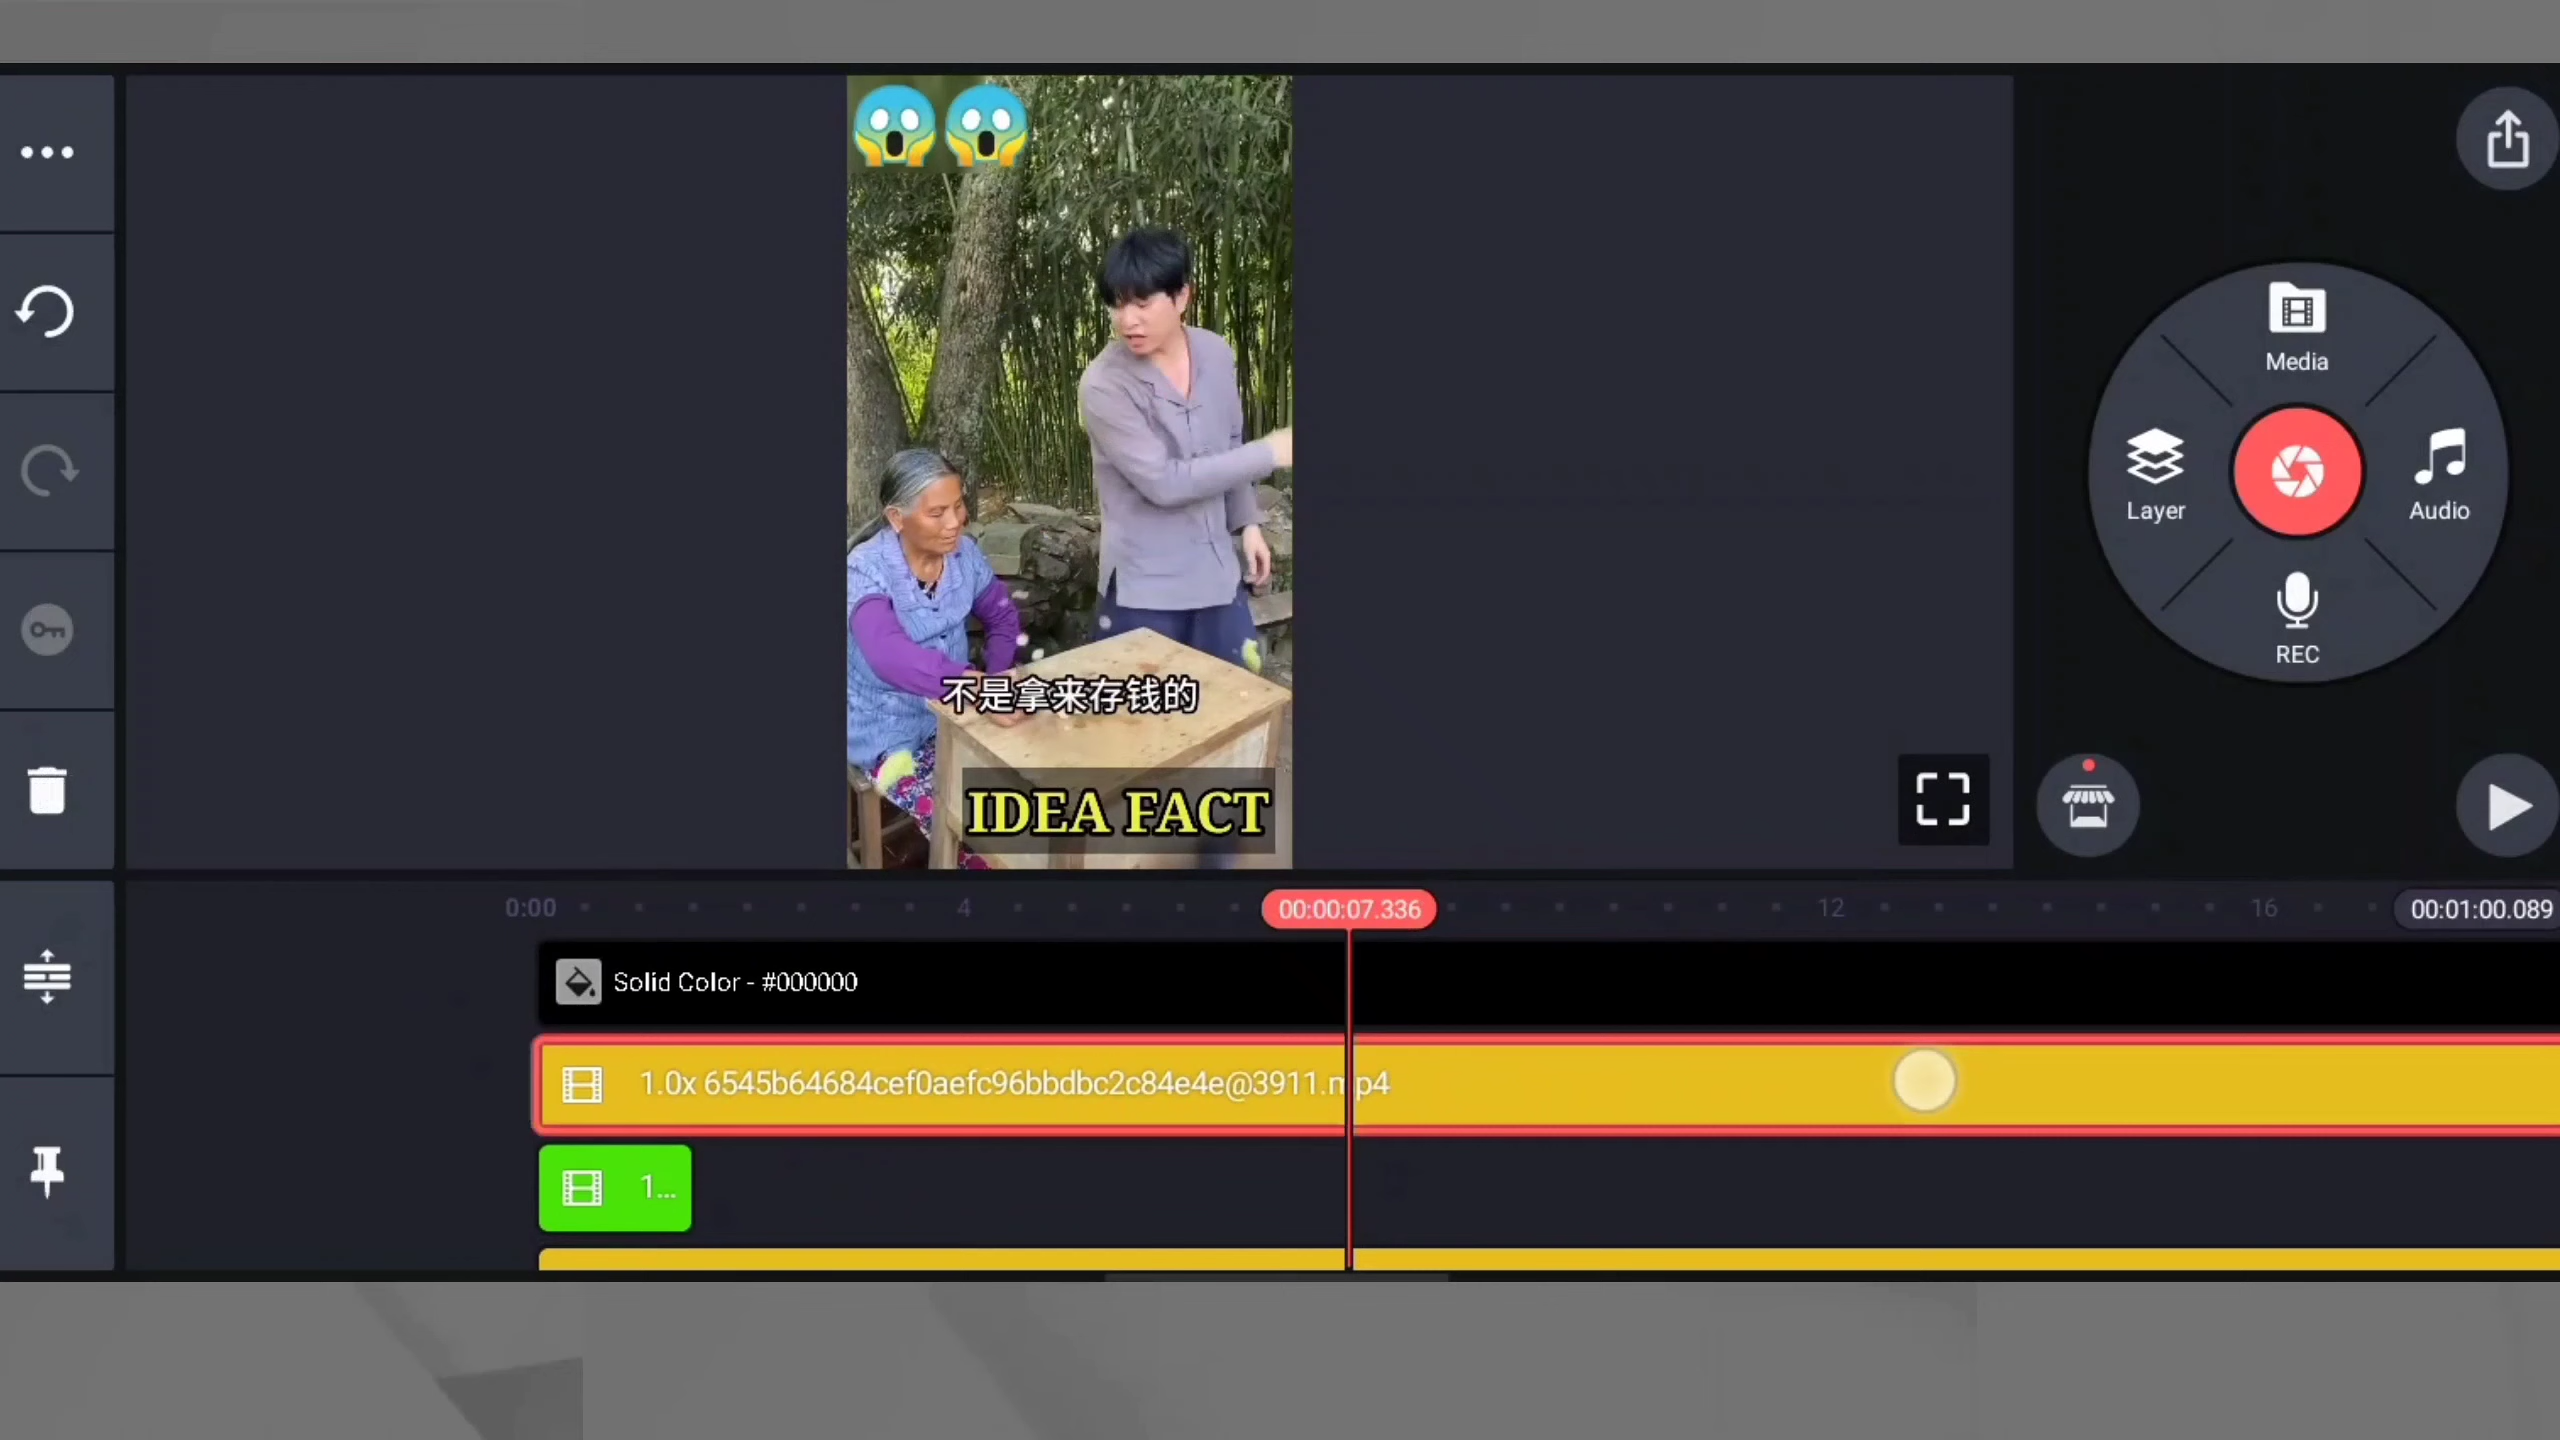 Media
Layer
Audio
REC
不是拿来存钱的
IDEA FACT
0:00
4
00:00:07.336
12
16
00:01:00.089
Solid Color - #000000
1.0x 6545b64684cef0aefc96bbdbc2c84e4e@3911.mp4
1...